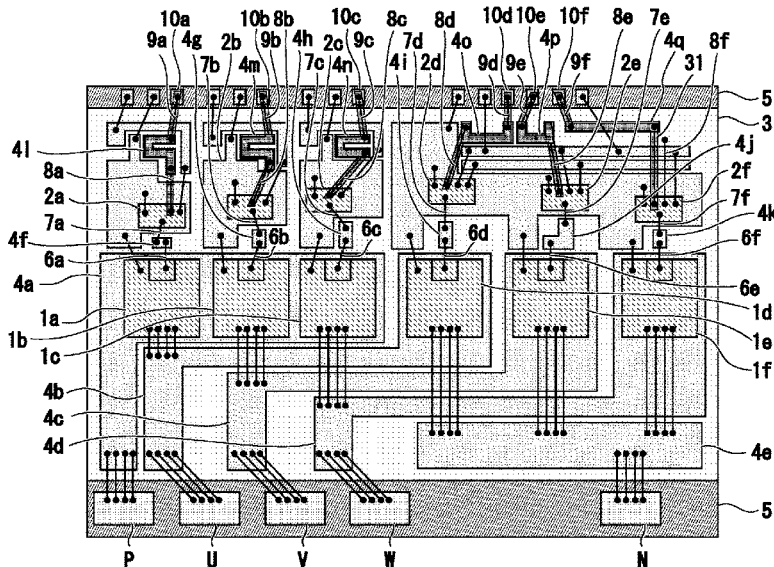 10a 10b 8b 10c 8c 8d 10d 10e 10f 7e
9a 4g 2b 9b 4h 2c 9c 7d 4o 9d 9e 4p 8e 9f 4q 8f
7b 4m 7c 4n 4i 2d 2e 31
5
3
4l
4j
8a
2a
2f
7a
7f
4f
4k
6a 6b 6c 6d 6f
4a
6e
1a
1d
1b
1e
1c
1f
4b
4c
4d
4e
5
P U V W N